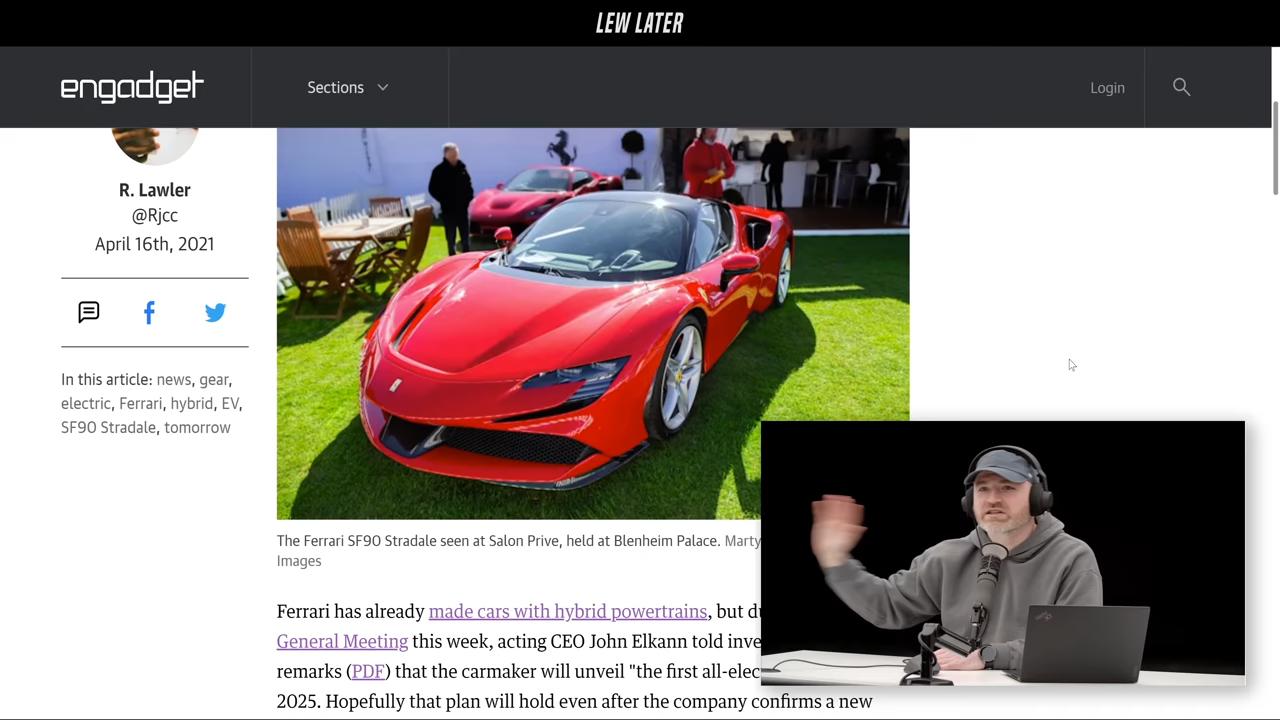 LEW LATER
engadget
Sections
Login
R. Lawler
@Rjcc
April 16th, 2021
In this article: news, gear,
electric, Ferrari, hybrid, EV,
SF90 Stradale, tomorrow
The Ferrari SF90 Stradale seen at Salon Prive, held at Blenheim Palace. Marty
Images
Ferrari has already made cars with hybrid powertrains, but du
General Meeting this week, acting CEO John Elkann told inve
remarks (PDF) that the carmaker will unveil "the first all-elec
2025. Hopefully that plan will hold even after the company confirms a new